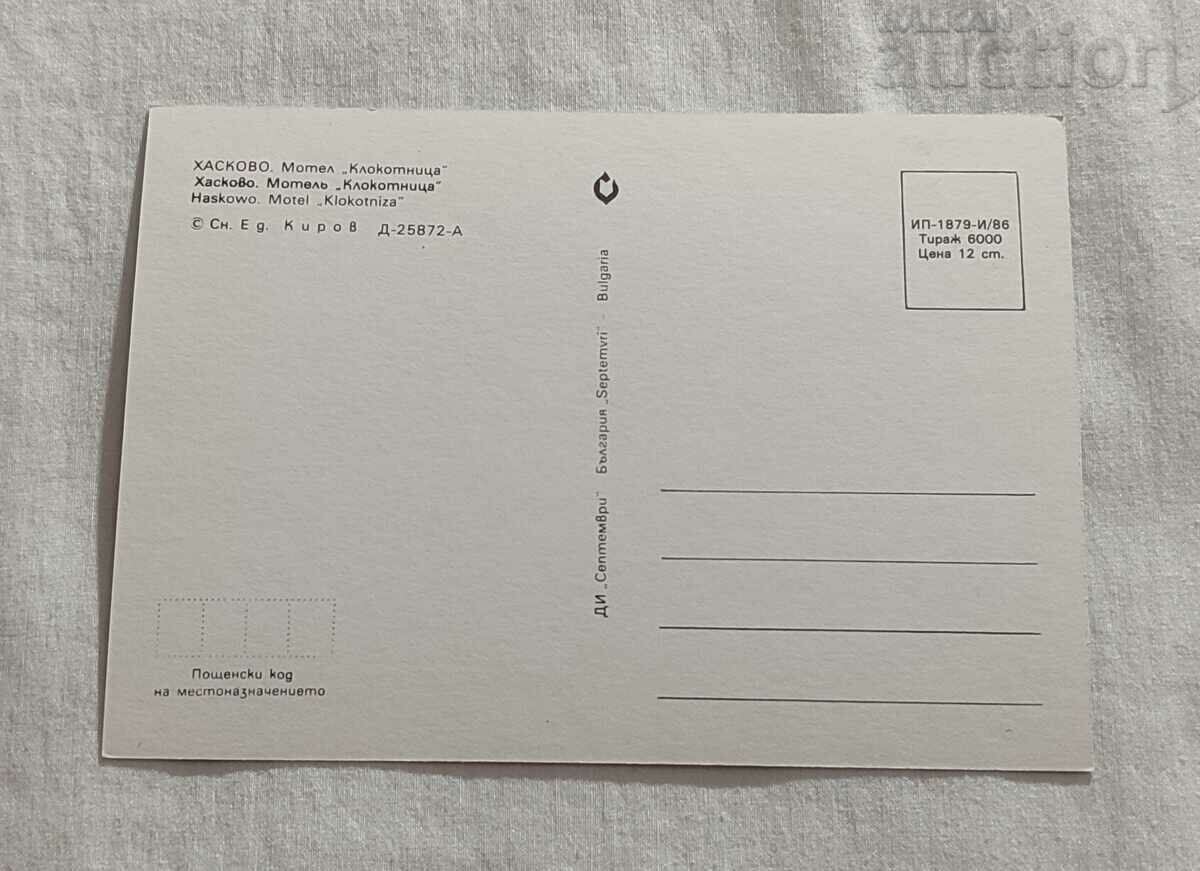 ХАСКОВО. Мотел „Клокотница“
Хасково. Мотель „Клокотница“
Haskowo. Motel „Klokotniza“
© Сн. Ед. Киров Д-25872-А
ИП-1879-И/86
Тираж 6000
Цена 12 ст.
ДИ „Септември“ България „Septemvri“ - Bulgaria
Пощенски код
на местоназначението
auction